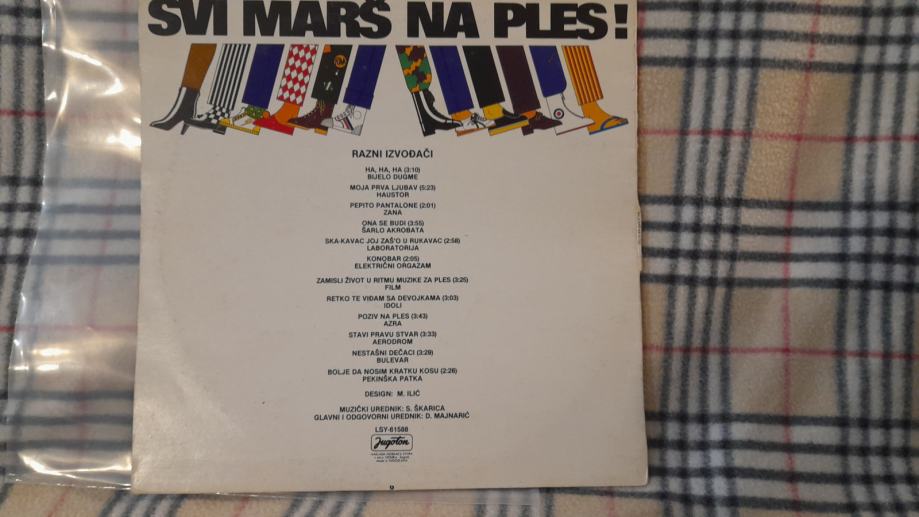 SVI MARŠ NA PLES!
RAZNI IZVOĐAČI
HA, HA, HA (3:10)
BIJELO DUGME
MOJA PRVA LJUBAV (5:23)
HAUSTOR
PEPITO PANTALONE (2:01)
ZANA
ONA SE BUDI (3:55)
ŠARLO AKROBATA
SKA-KAVAC JOJ ZAŠ'O U RUKAVAC (2:58)
LABORATORIJA
KONOBAR (2:05)
ELEKTRIČNI ORGAZAM
ZAMISLI ŽIVOT U RITMU MUZIKE ZA PLES (3:25)
FILM
RETKO TE VIĐAM SA DEVOJKAMA (3:03)
IDOLI
POZIV NA PLES (3:43)
AZRA
STAVI PRAVU STVAR (3:33)
AERODROM
NESTAŠNI DEČACI (3:29)
BULEVAR
BOLJE DA NOSIM KRATKU KOSU (2:26)
PEKINŠKA PATKA
DESIGN: M. ILIĆ
MUZIČKI UREDNIK: S. ŠKARICA
GLAVNI I ODGOVORNI UREDNIK: D. MAJNARIĆ
LSY-61588
Jugoton